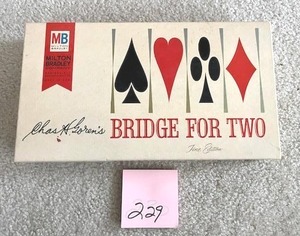 MB
MILTON
BRADLEY
Chas H Goren's
BRIDGE FOR TWO
229